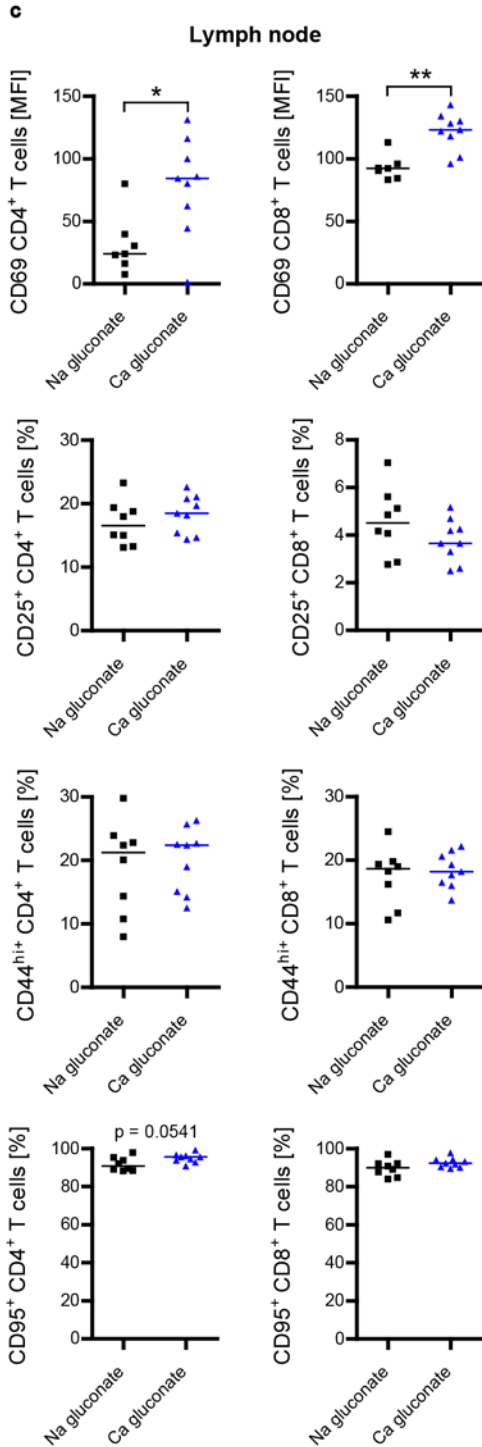 c
Lymph node
CD69 CD4⁺ T cells [MFI]
150
100
50
0
*
Na gluconate
Ca gluconate
CD69 CD8⁺ T cells [MFI]
150
100
50
0
**
Na gluconate
Ca gluconate
CD25⁺ CD4⁺ T cells [%]
30
20
10
0
Na gluconate
Ca gluconate
CD25⁺ CD8⁺ T cells [%]
8
6
4
2
0
Na gluconate
Ca gluconate
CD44ʰⁱ⁺ CD4⁺ T cells [%]
30
20
10
0
Na gluconate
Ca gluconate
CD44ʰⁱ⁺ CD8⁺ T cells [%]
30
20
10
0
Na gluconate
Ca gluconate
CD95⁺ CD4⁺ T cells [%]
p = 0.0541
100
80
60
40
20
0
Na gluconate
Ca gluconate
CD95⁺ CD8⁺ T cells [%]
100
80
60
40
20
0
Na gluconate
Ca gluconate